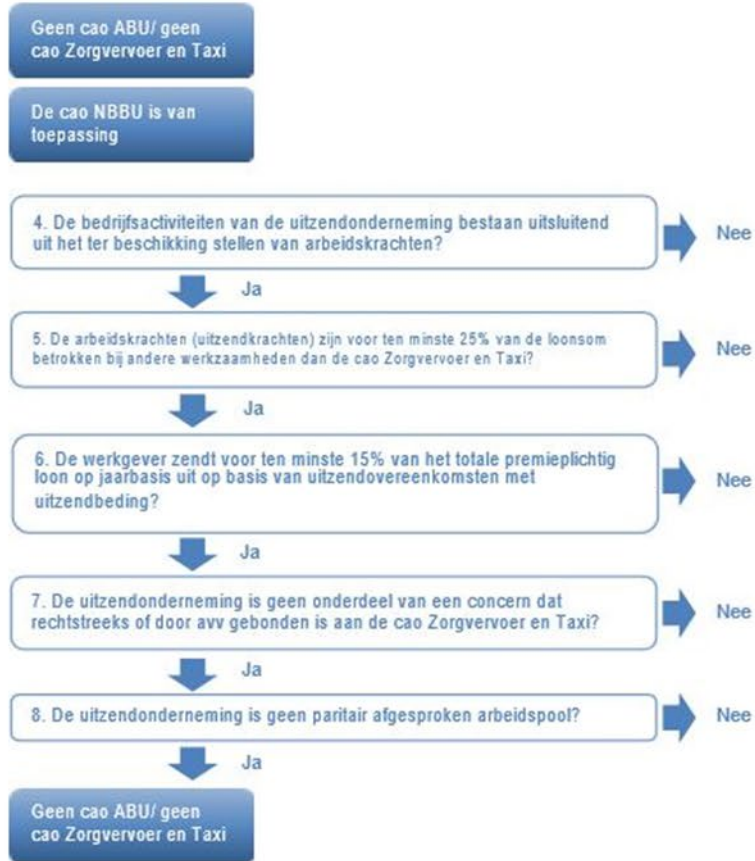 Geen cao ABU/ geen
cao Zorgvervoer en Taxi
De cao NBBU is van
toepassing
4. De bedrijfsactiviteiten van de uitzendonderneming bestaan uitsluitend
uit het ter beschikking stellen van arbeidskrachten?
Nee
Ja
5. De arbeidskrachten (uitzendkrachten) zijn voor ten minste 25% van de loonsom
betrokken bij andere werkzaamheden dan de cao Zorgvervoer en Taxi?
Nee
Ja
6. De werkgever zendt voor ten minste 15% van het totale premieplichtig
loon op jaarbasis uit op basis van uitzendovereenkomsten met
uitzendbeding?
Nee
Ja
7. De uitzendonderneming is geen onderdeel van een concern dat
rechtstreeks of door avv gebonden is aan de cao Zorgvervoer en Taxi?
Nee
Ja
8. De uitzendonderneming is geen paritair afgesproken arbeidspool?
Nee
Ja
Geen cao ABU/ geen
cao Zorgvervoer en Taxi